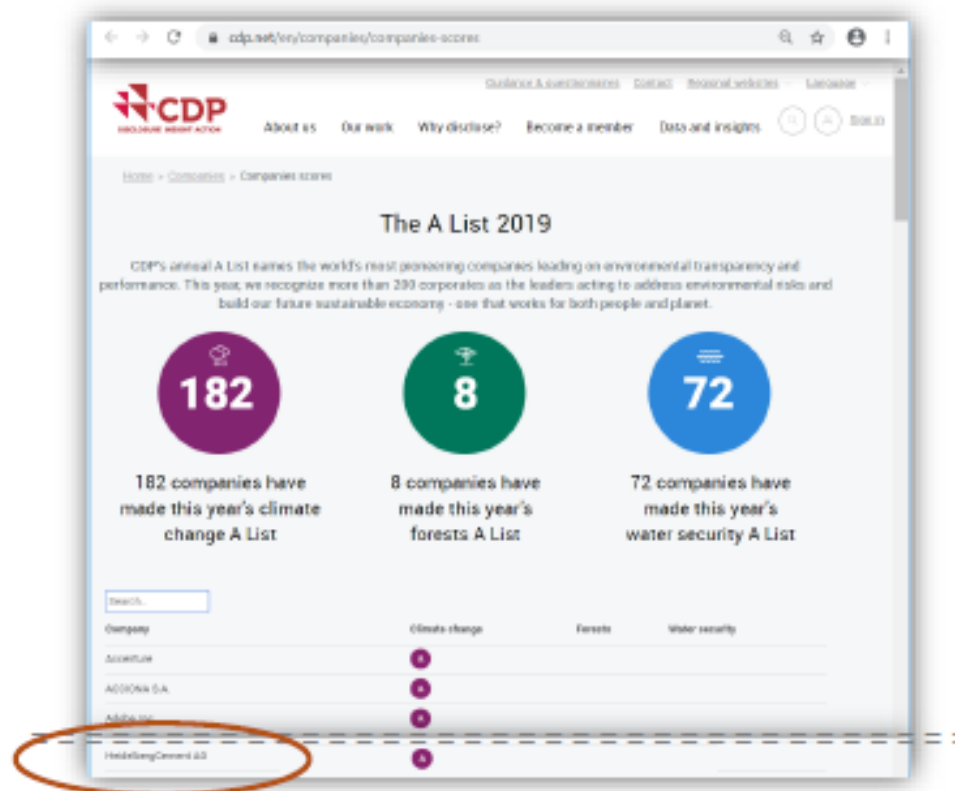 cdp.net/en/companies/companies-scores
Guidance & questionnaires Contact Regional websites Language
CDP
DISCLOSURE INSIGHT ACTION
About us Our work Why disclose? Become a member Data and insights Sign in
Home > Companies > Companies scores
The A List 2019
CDP's annual A List names the world's most pioneering companies leading on environmental transparency and
performance. This year, we recognize more than 200 corporates as the leaders acting to address environmental risks and
build our future sustainable economy - one that works for both people and planet.
182
8
72
182 companies have
made this year's climate
change A List
8 companies have
made this year's
forests A List
72 companies have
made this year's
water security A List
Search..
Company Climate change Forests Water security
Accenture A
ACCIONA S.A. A
Adobe, Inc. A
HeidelbergCement AG A